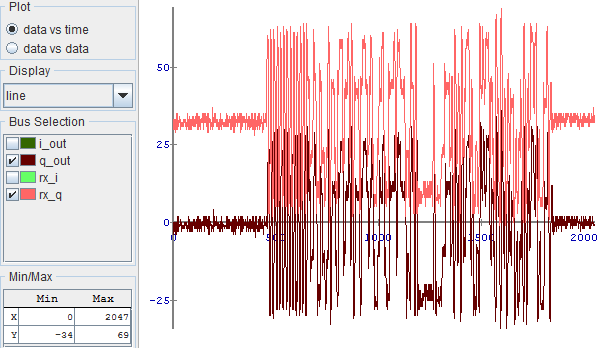 Plot
data vs time
data vs data
Display
line
Bus Selection
i_out
q_out
rx_i
rx_q
Min/Max
Min Max
X 0 2047
Y -34 69
50
25
0
-25
0 500 1000 1500 2000